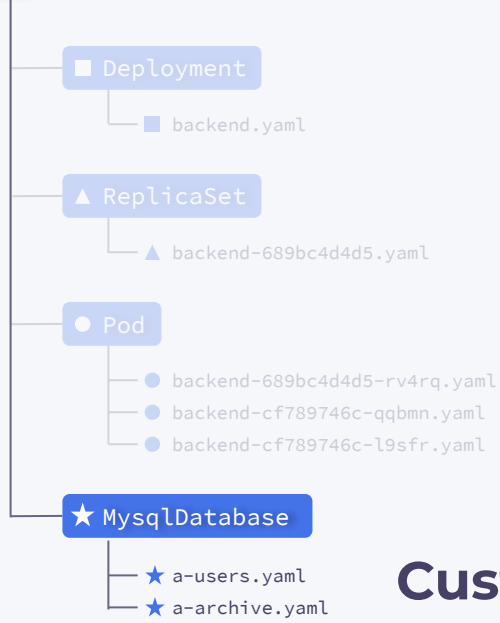 Deployment
backend.yaml
ReplicaSet
backend-689bc4d4d5.yaml
Pod
backend-689bc4d4d5-rv4rq.yaml
backend-cf789746c-qqbmn.yaml
backend-cf789746c-l9sfr.yaml
MysqlDatabase
a-users.yaml
Cus
a-archive.yaml